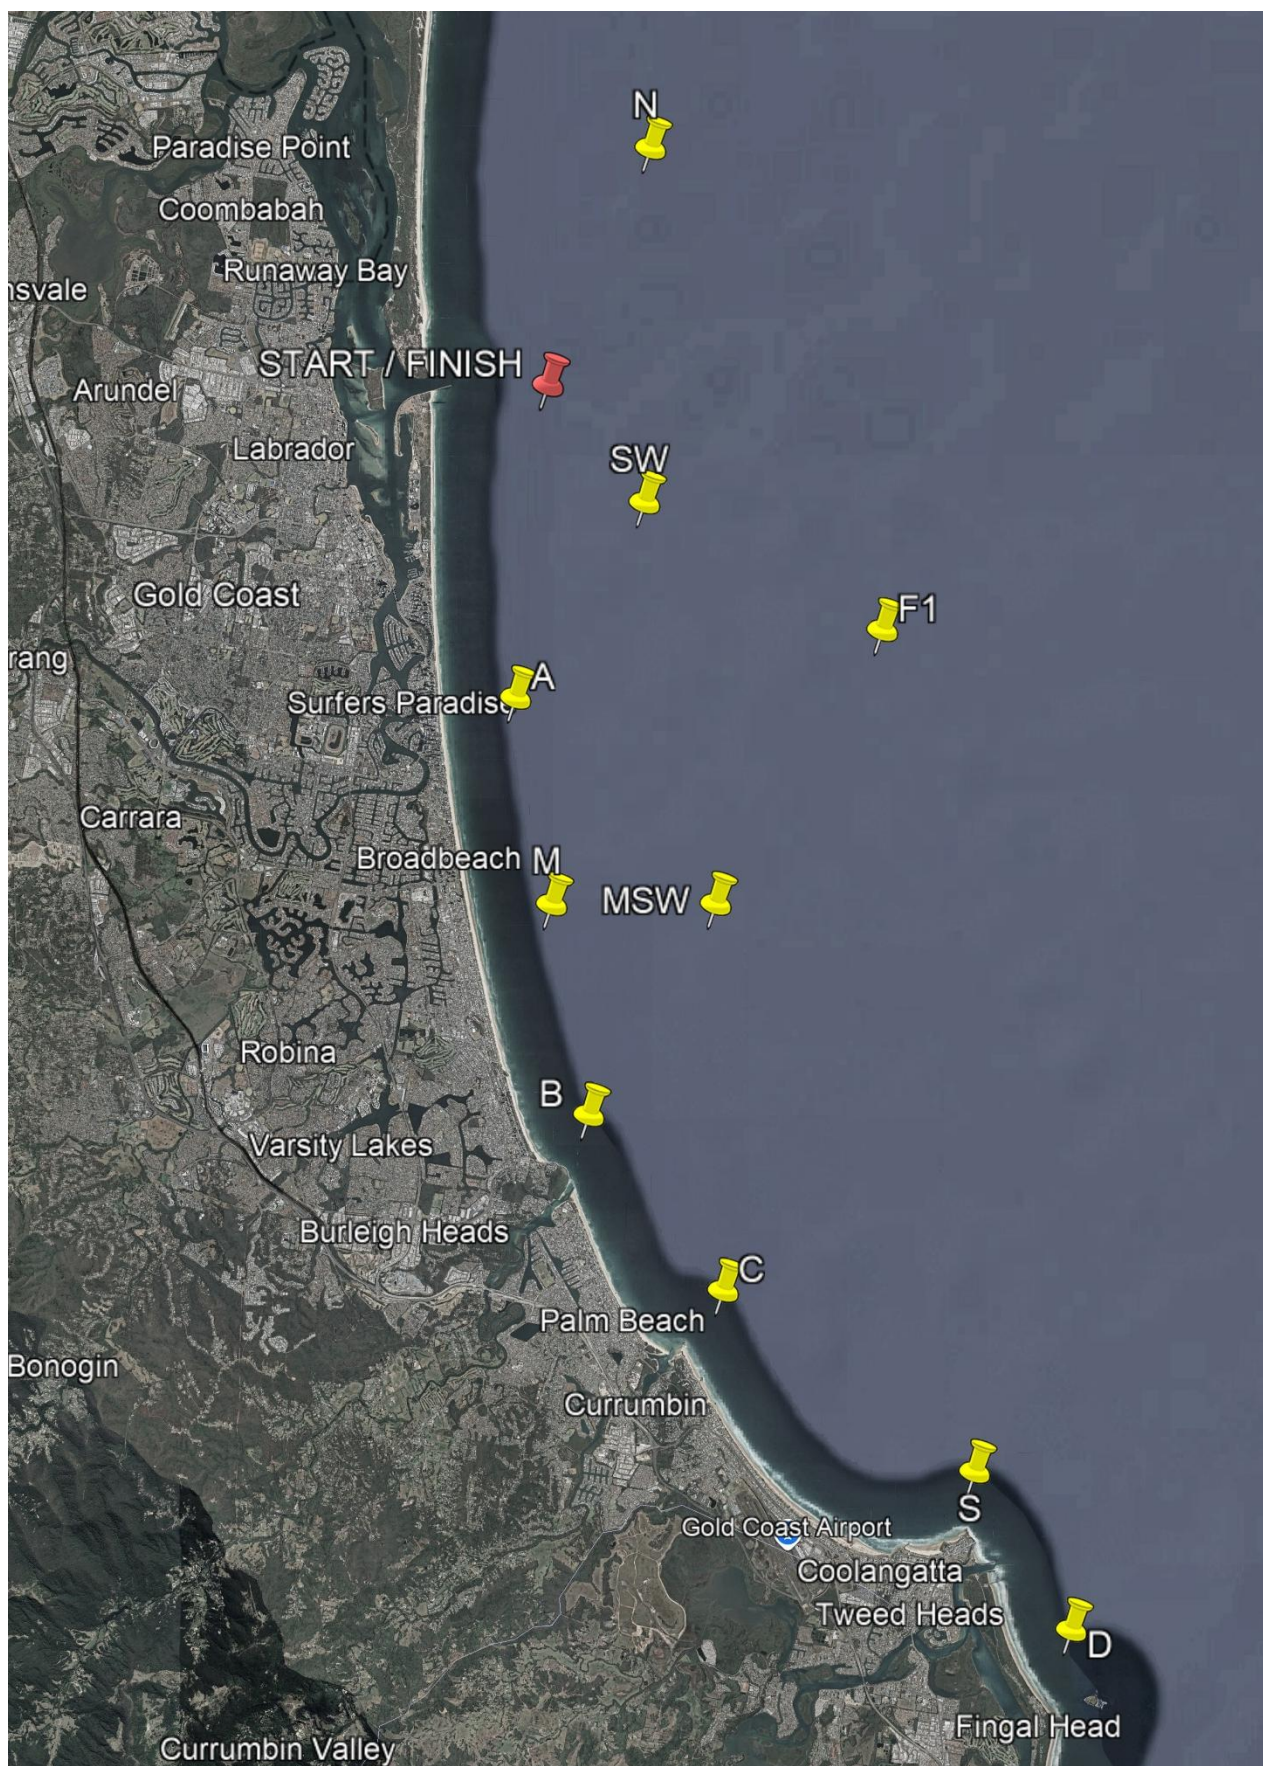 N
Paradise Point
Coombabah
Runaway Bay
nsvale
START / FINISH
Arundel
Labrador
SW
Gold Coast
F1
rang
A
Surfers Paradise
Carrara
Broadbeach
M
MSW
Robina
B
Varsity Lakes
Burleigh Heads
C
Palm Beach
Bonogin
Currumbin
S
Gold Coast Airport
Coolangatta
Tweed Heads
D
Fingal Head
Currumbin Valley